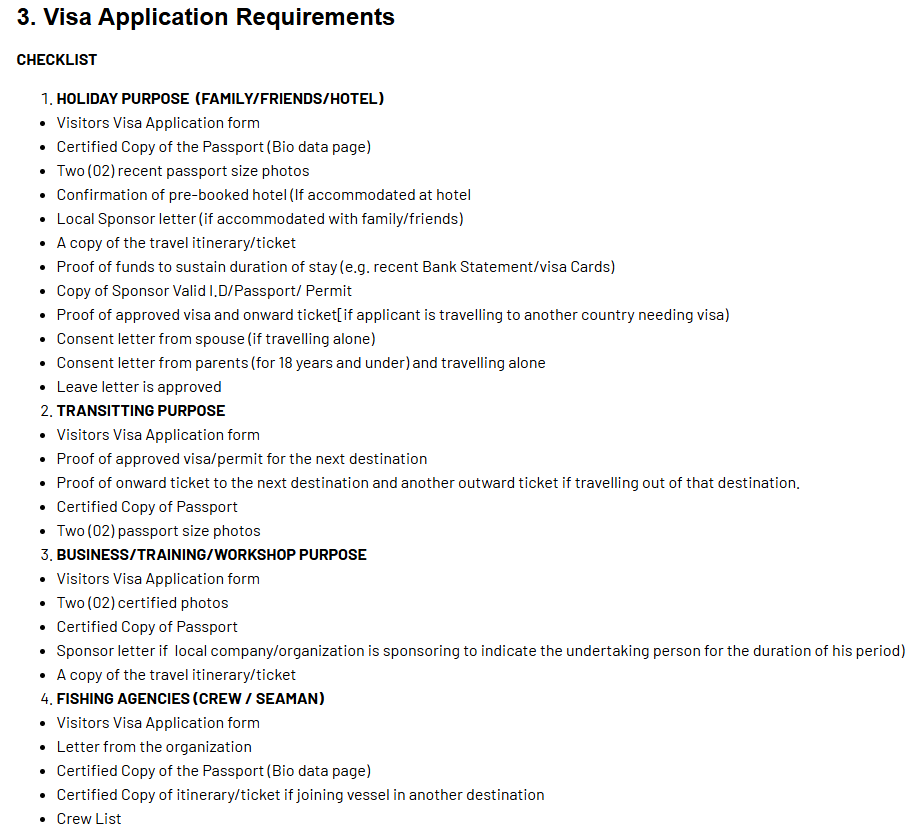 3. Visa Application Requirements
CHECKLIST
1. HOLIDAY PURPOSE (FAMILY/FRIENDS/HOTEL)
• Visitors Visa Application form
• Certified Copy of the Passport (Bio data page)
• Two (02) recent passport size photos
• Confirmation of pre-booked hotel (If accommodated at hotel
• Local Sponsor letter (if accommodated with family/friends)
• A copy of the travel itinerary/ticket
• Proof of funds to sustain duration of stay (e.g. recent Bank Statement/visa Cards)
• Copy of Sponsor Valid I.D/Passport/ Permit
• Proof of approved visa and onward ticket[if applicant is travelling to another country needing visa)
• Consent letter from spouse (if travelling alone)
• Consent letter from parents (for 18 years and under) and travelling alone
• Leave letter is approved
2. TRANSITTING PURPOSE
• Visitors Visa Application form
• Proof of approved visa/permit for the next destination
• Proof of onward ticket to the next destination and another outward ticket if travelling out of that destination.
• Certified Copy of Passport
• Two (02) passport size photos
3. BUSINESS/TRAINING/WORKSHOP PURPOSE
• Visitors Visa Application form
• Two (02) certified photos
• Certified Copy of Passport
• Sponsor letter if local company/organization is sponsoring to indicate the undertaking person for the duration of his period)
• A copy of the travel itinerary/ticket
4. FISHING AGENCIES (CREW / SEAMAN)
• Visitors Visa Application form
• Letter from the organization
• Certified Copy of the Passport (Bio data page)
• Certified Copy of itinerary/ticket if joining vessel in another destination
• Crew List